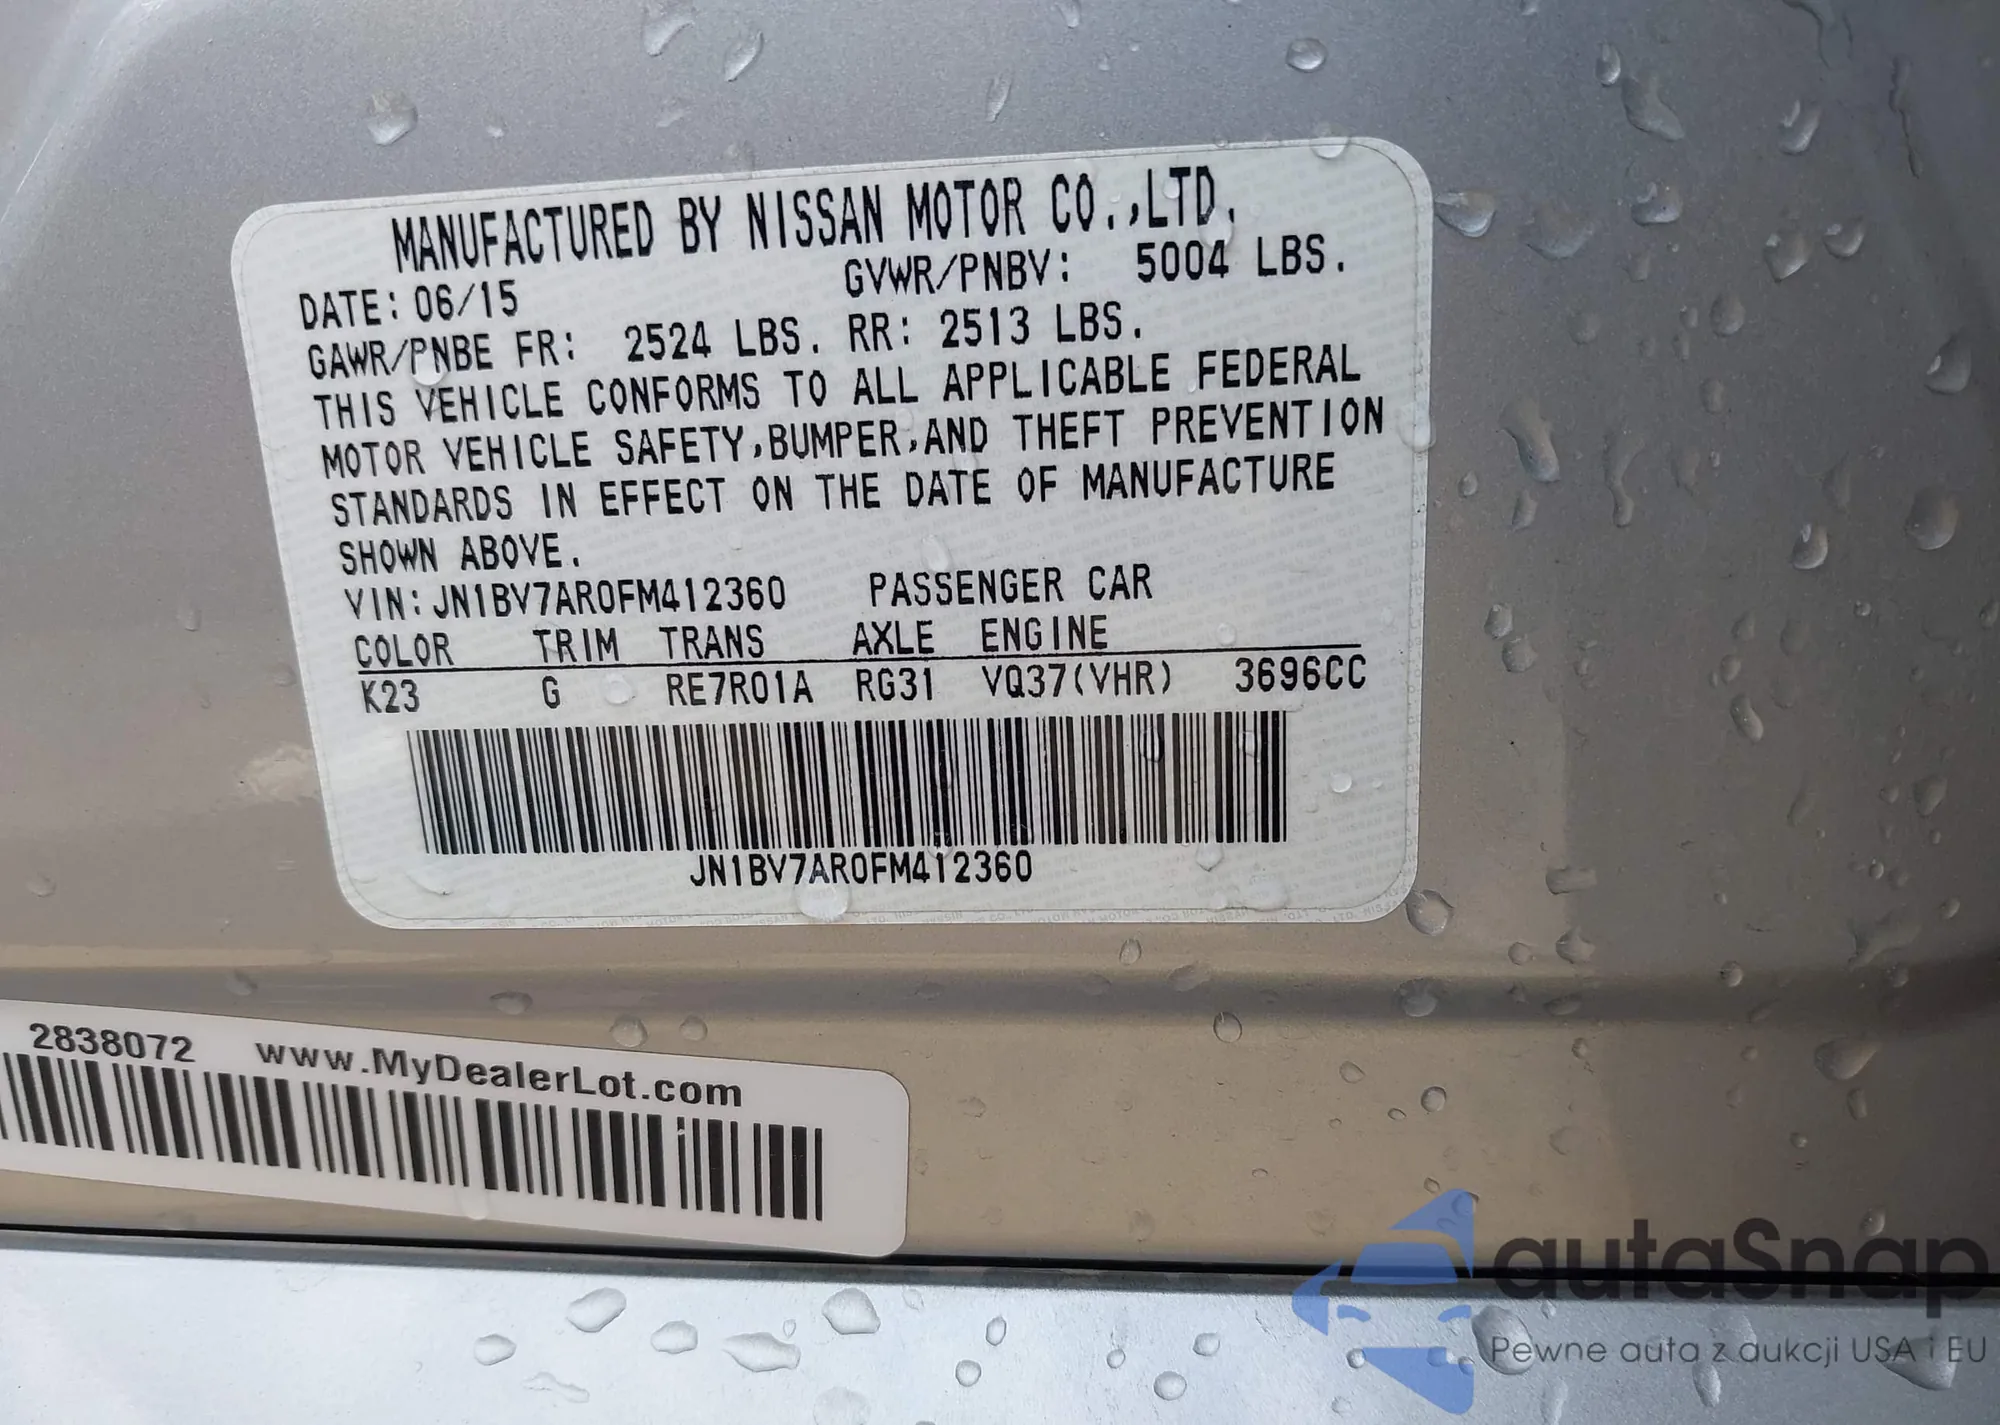 MANUFACTURED BY NISSAN MOTOR CO.,LTD.
DATE: 06/15 GVWR/PNBV: 5004 LBS.
GAWR/PNBE FR: 2524 LBS. RR: 2513 LBS.
THIS VEHICLE CONFORMS TO ALL APPLICABLE FEDERAL
MOTOR VEHICLE SAFETY,BUMPER,AND THEFT PREVENTION
STANDARDS IN EFFECT ON THE DATE OF MANUFACTURE
SHOWN ABOVE.
VIN: JN1BV7AR0FM412360 PASSENGER CAR
COLOR TRIM TRANS AXLE ENGINE
K23 G RE7R01A RG31 VQ37(VHR) 3696CC
JN1BV7AR0FM412360
2838072 www.MyDealerLot.com
autaSnap
Pewne auta z aukcji USA i EU